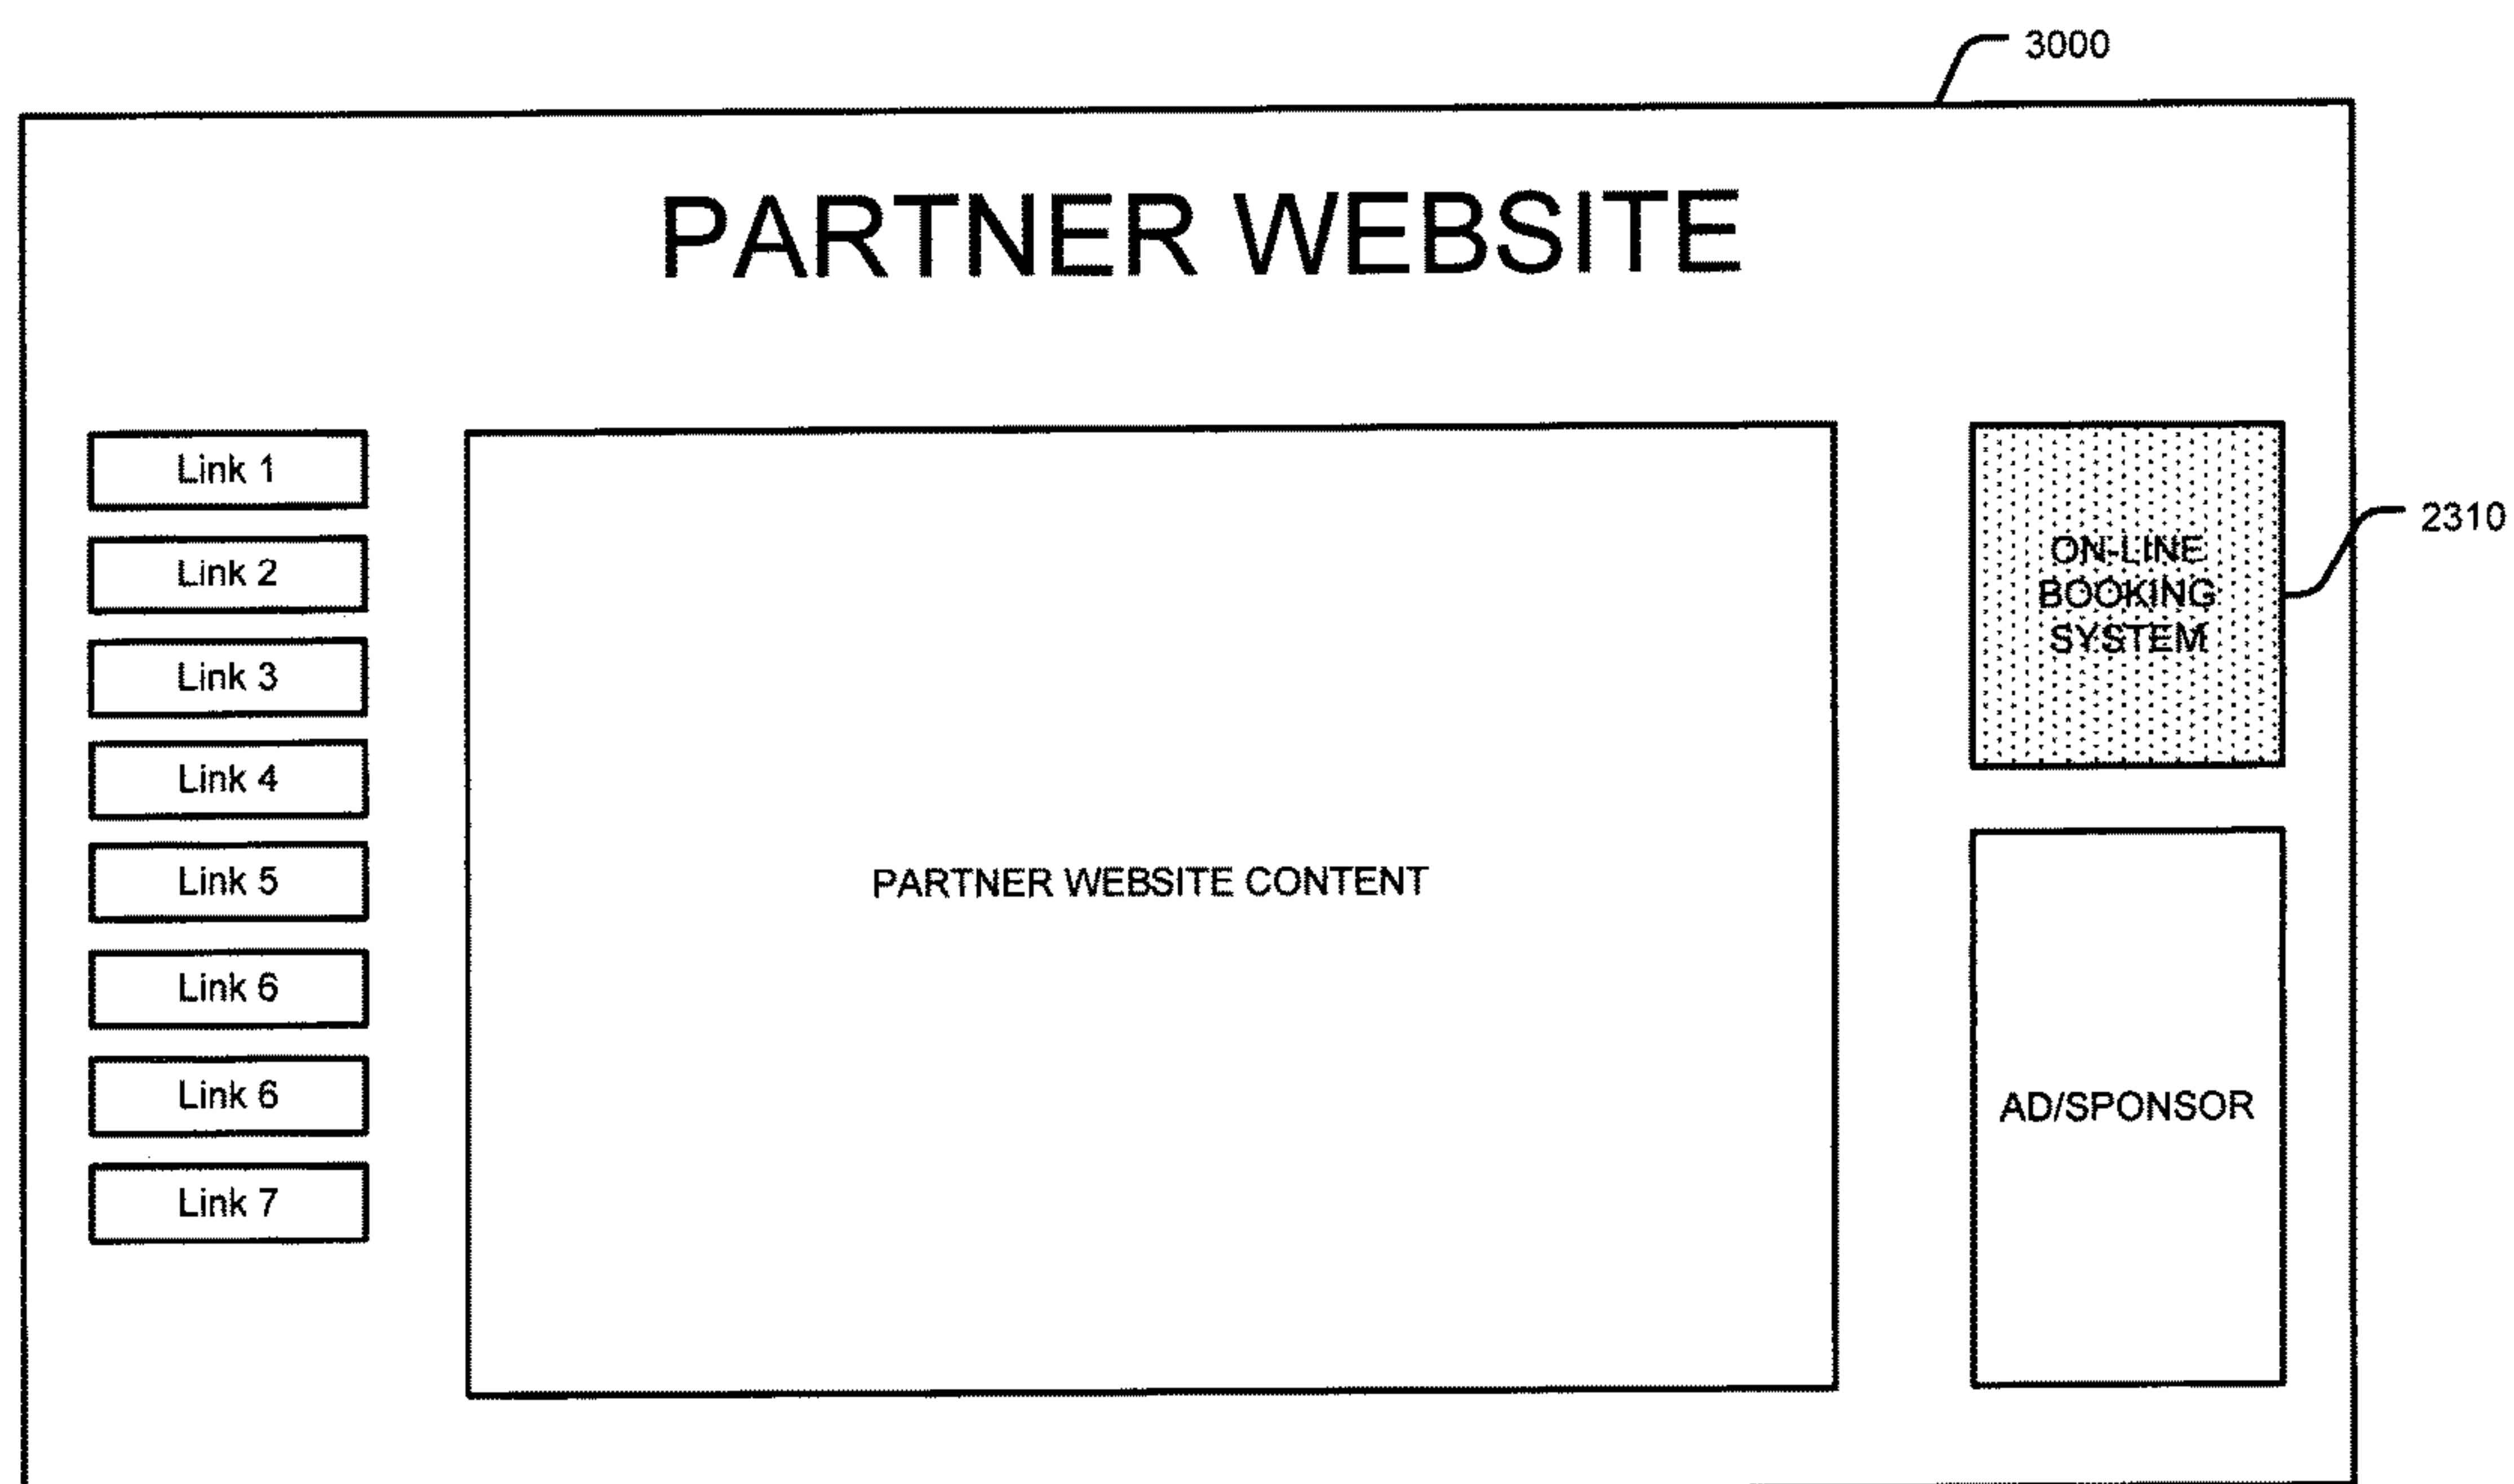 3000
PARTNER WEBSITE
Link 1
Link 2
Link 3
Link 4
Link 5
Link 6
Link 6
Link 7
PARTNER WEBSITE CONTENT
ON-LINE
BOOKING
SYSTEM
2310
AD/SPONSOR